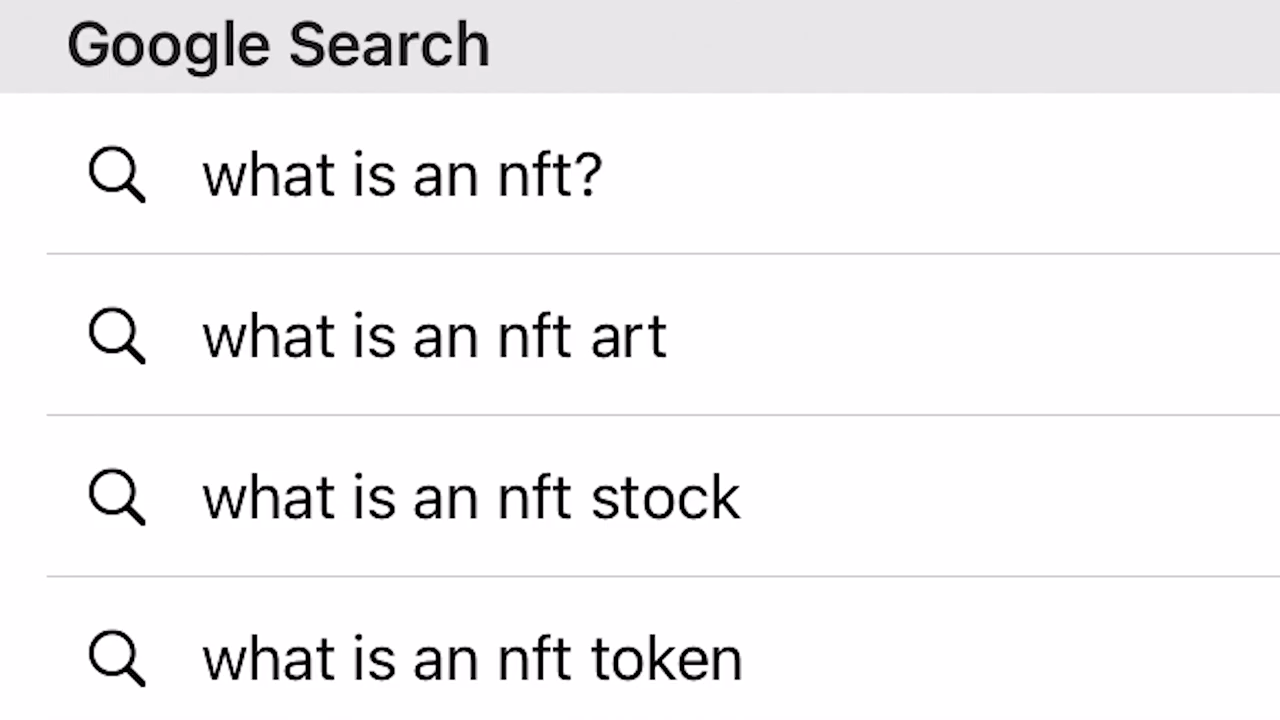 Google Search
what is an nft?
what is an nft art
what is an nft stock
what is an nft token